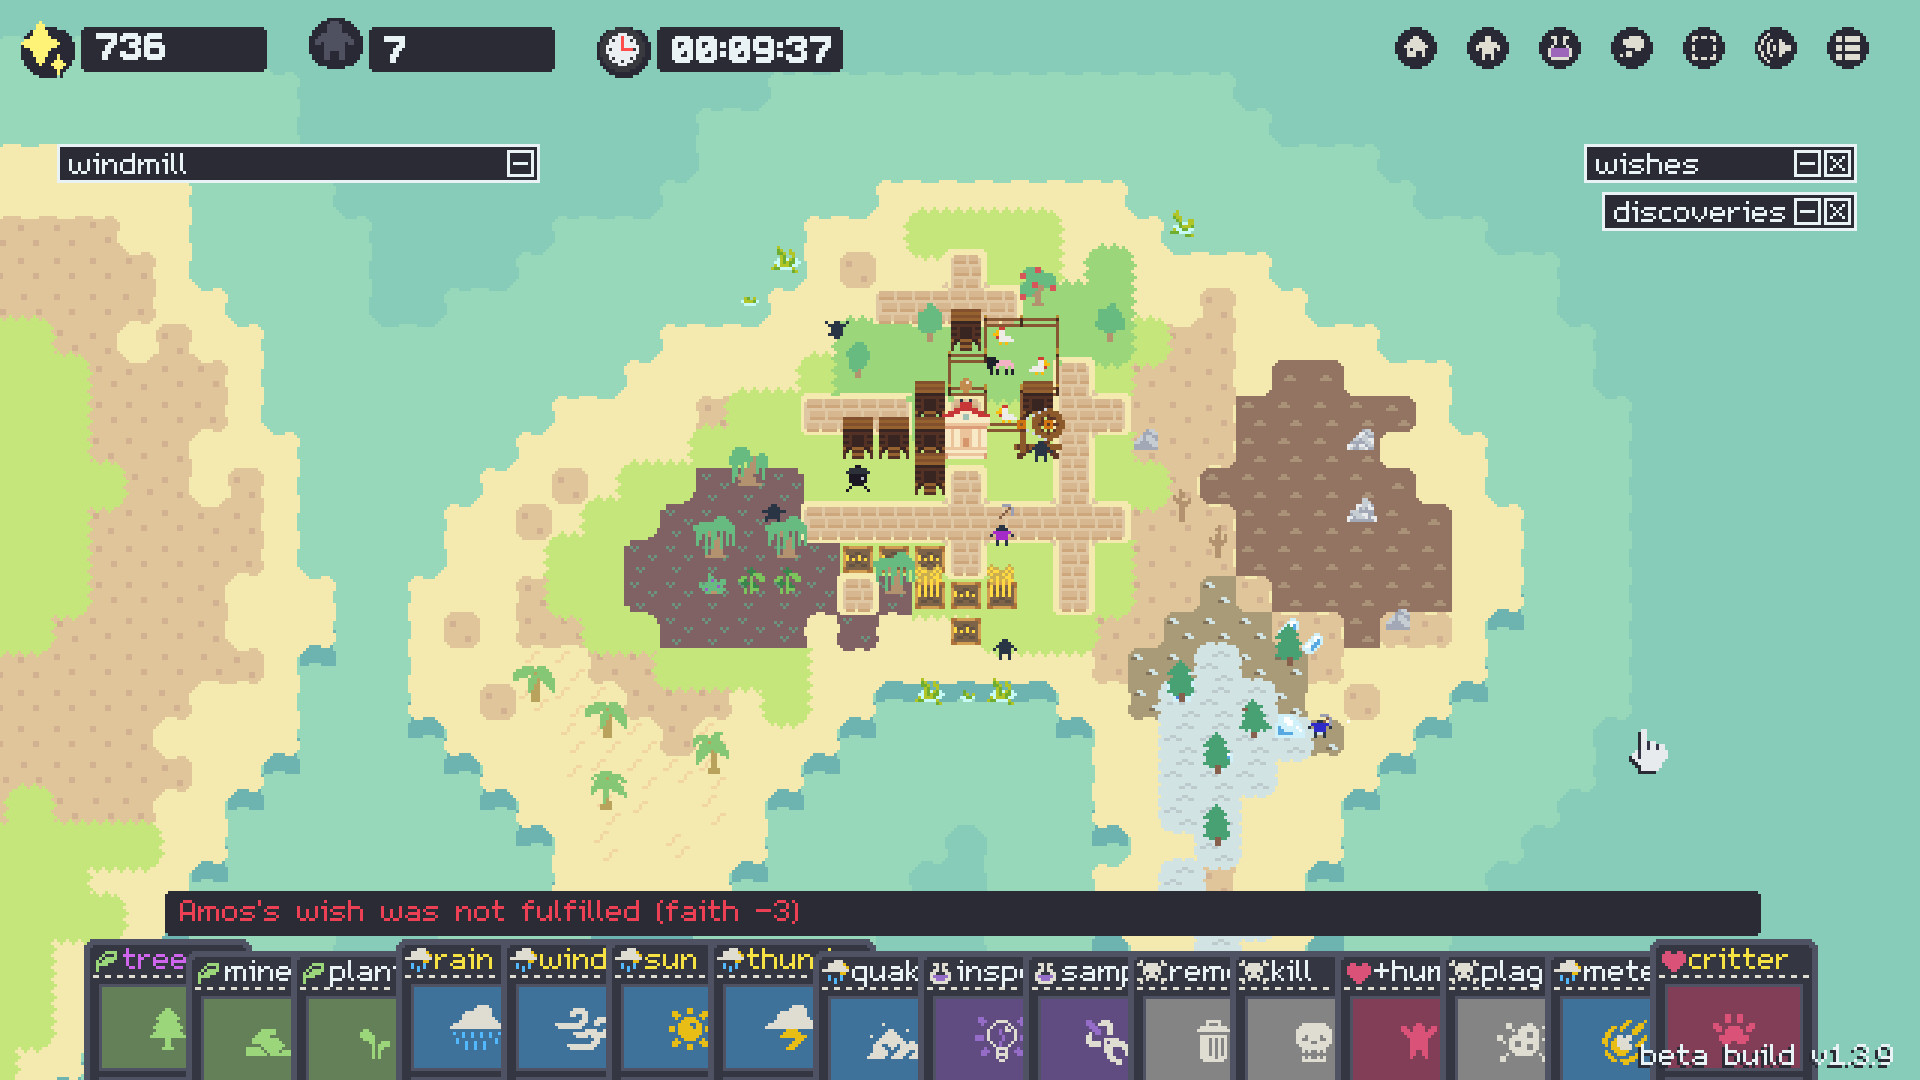 736
7
00:09:37
windmill
wishes
discoveries
Amos's wish was not fulfilled (faith -3)
tree
mine
plan
rain
wind
sun
thun
quak
insp
samp
rem
kill
+hum
plag
mete
critter
beta build v1.3.9